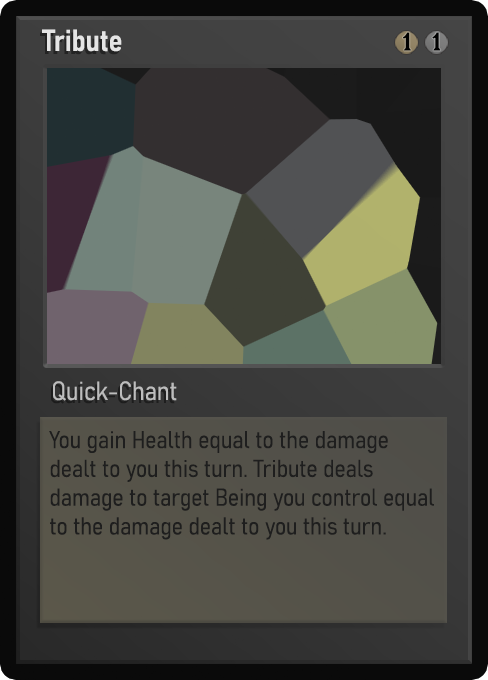 Tribute 1 1
Quick-Chant
You gain Health equal to the damage
dealt to you this turn. Tribute deals
damage to target Being you control equal
to the damage dealt to you this turn.